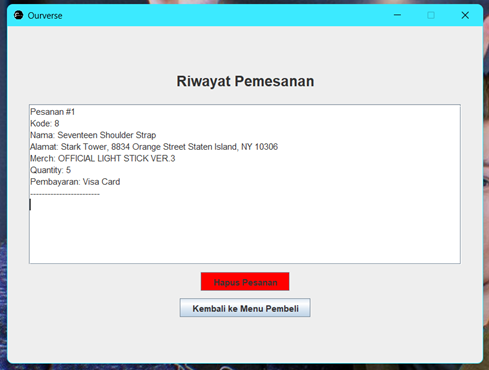 Ourverse
Riwayat Pemesanan
Pesanan #1
Kode: 8
Nama: Seventeen Shoulder Strap
Alamat: Stark Tower, 8834 Orange Street Staten Island, NY 10306
Merch: OFFICIAL LIGHT STICK VER.3
Quantity: 5
Pembayaran: Visa Card
------------------------
Hapus Pesanan
Kembali ke Menu Pembeli